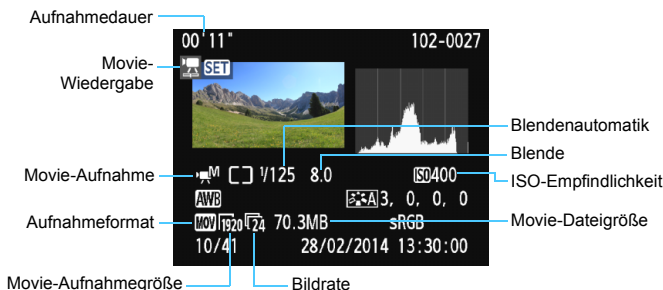 Aufnahmedauer
00'11" 102-0027
Movie-
Wiedergabe
SET
Blendenautomatik
Blende
Movie-Aufnahme M 1/125 8.0 ISO 400
ISO-Empfindlichkeit
AWB A 3, 0, 0, 0
Aufnahmeformat MOV 1920 24 70.3MB sRGB Movie-Dateigröße
10/41 28/02/2014 13:30:00
Movie-Aufnahmegröße Bildrate